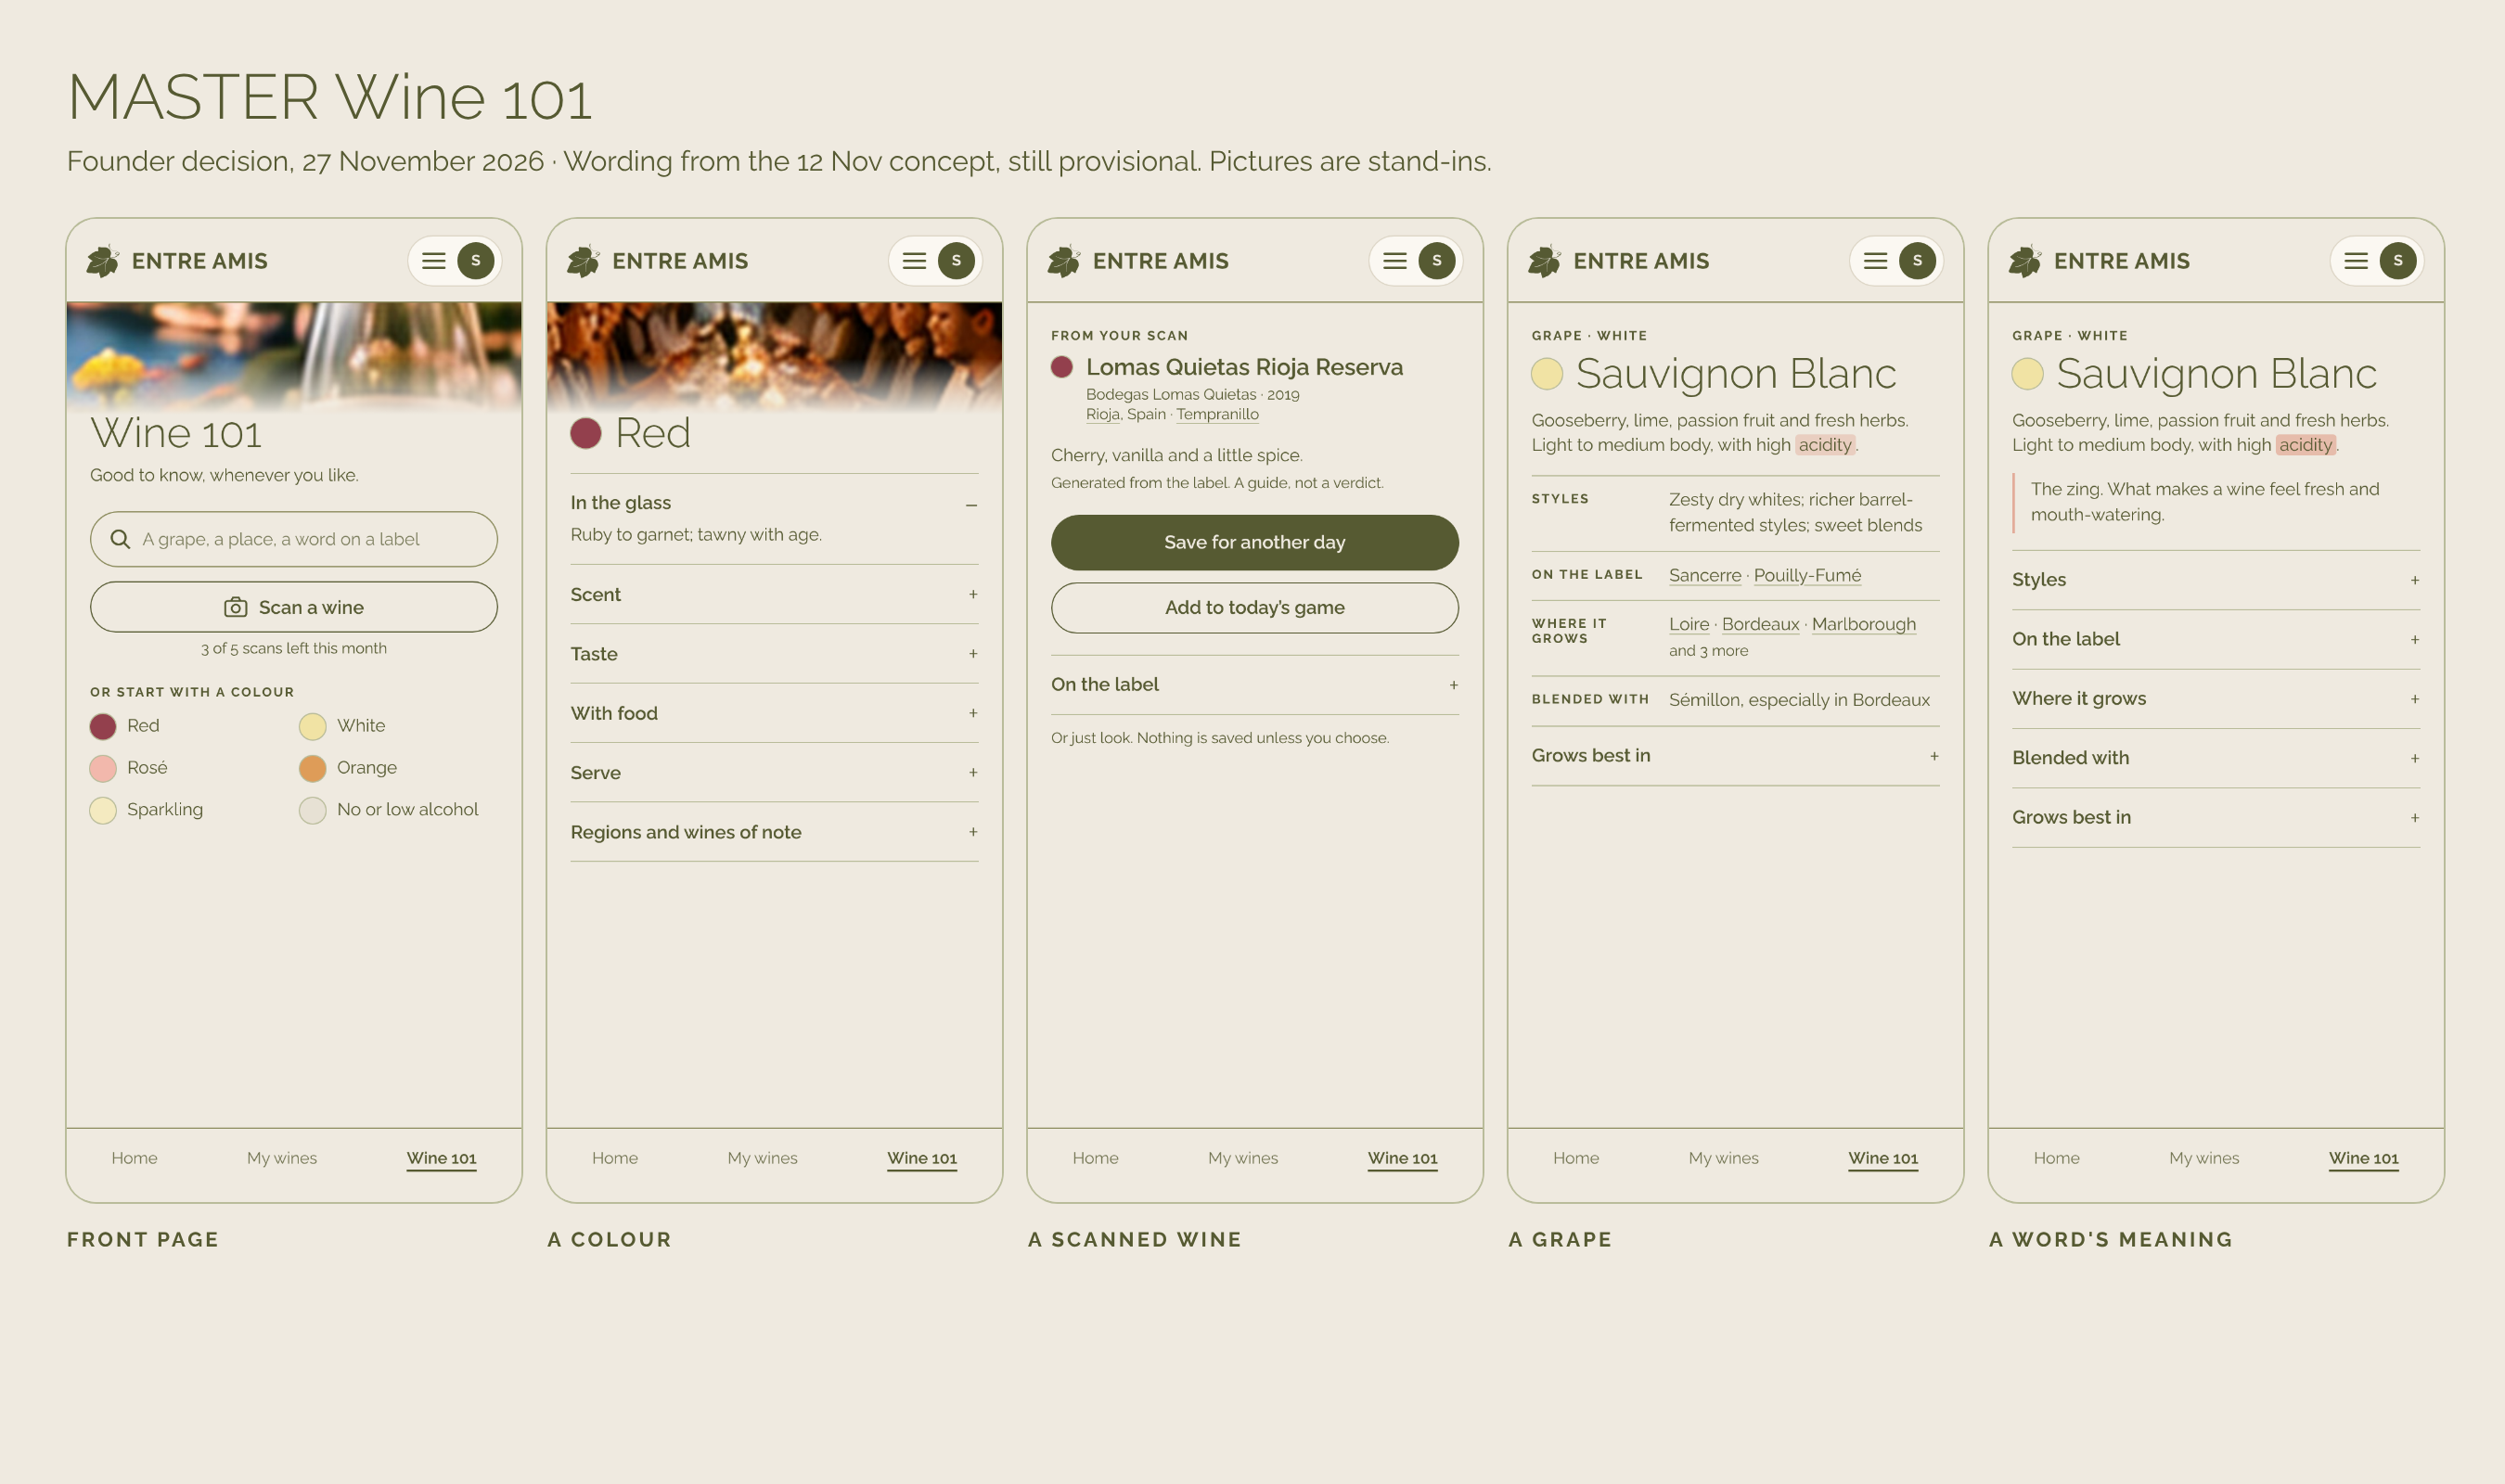 MASTER Wine 101
Founder decision, 27 November 2026 · Wording from the 12 Nov concept, still provisional. Pictures are stand-ins.
ENTRE AMIS
S
Wine 101
Good to know, whenever you like.
A grape, a place, a word on a label
Scan a wine
3 of 5 scans left this month
OR START WITH A COLOUR
Red
White
Rosé
Orange
Sparkling
No or low alcohol
Home
My wines
Wine 101
FRONT PAGE
ENTRE AMIS
S
Red
In the glass
–
Ruby to garnet; tawny with age.
Scent
+
Taste
+
With food
+
Serve
+
Regions and wines of note
+
Home
My wines
Wine 101
A COLOUR
ENTRE AMIS
S
FROM YOUR SCAN
Lomas Quietas Rioja Reserva
Bodegas Lomas Quietas · 2019
Rioja, Spain · Tempranillo
Cherry, vanilla and a little spice.
Generated from the label. A guide, not a verdict.
Save for another day
Add to today’s game
On the label
+
Or just look. Nothing is saved unless you choose.
Home
My wines
Wine 101
A SCANNED WINE
ENTRE AMIS
S
GRAPE · WHITE
Sauvignon Blanc
Gooseberry, lime, passion fruit and fresh herbs.
Light to medium body, with high acidity.
STYLES
Zesty dry whites; richer barrel-
fermented styles; sweet blends
ON THE LABEL
Sancerre · Pouilly-Fumé
WHERE IT
GROWS
Loire · Bordeaux · Marlborough
and 3 more
BLENDED WITH
Sémillon, especially in Bordeaux
Grows best in
+
Home
My wines
Wine 101
A GRAPE
ENTRE AMIS
S
GRAPE · WHITE
Sauvignon Blanc
Gooseberry, lime, passion fruit and fresh herbs.
Light to medium body, with high acidity.
The zing. What makes a wine feel fresh and
mouth-watering.
Styles
+
On the label
+
Where it grows
+
Blended with
+
Grows best in
+
Home
My wines
Wine 101
A WORD'S MEANING